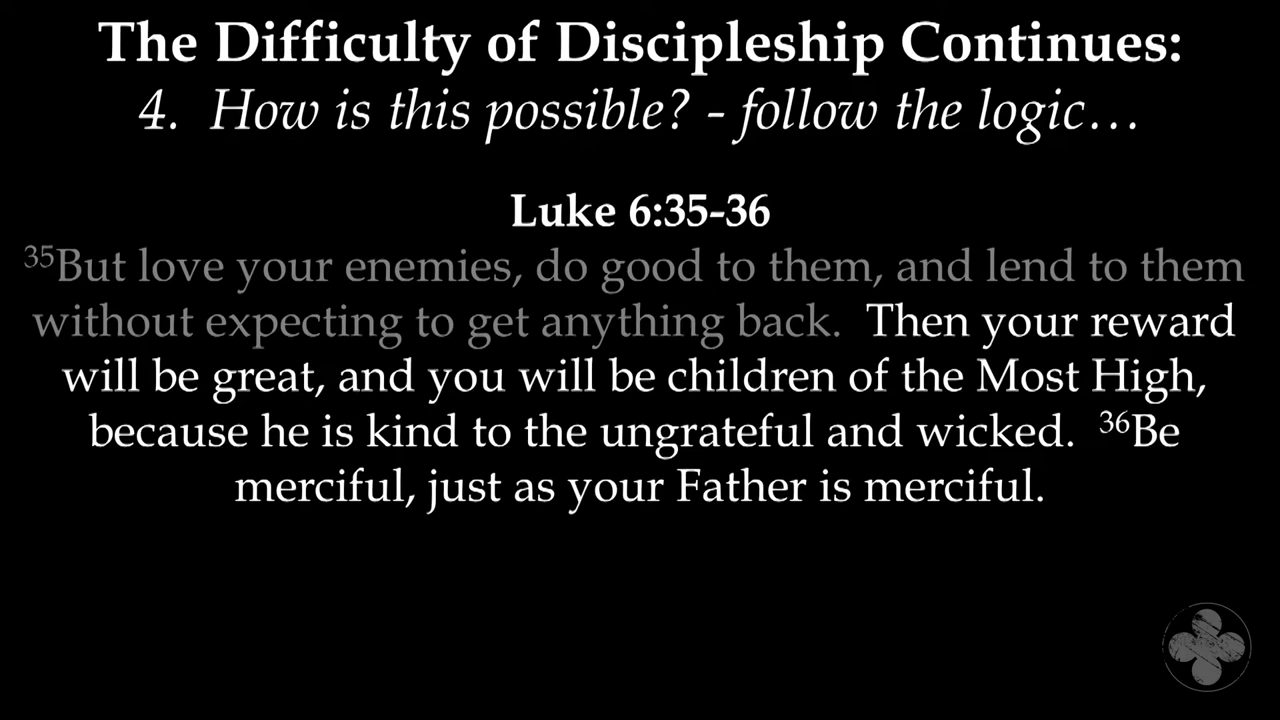 The Difficulty of Discipleship Continues:
4. How is this possible? - follow the logic…
Luke 6:35-36
³⁵But love your enemies, do good to them, and lend to them
without expecting to get anything back. Then your reward
will be great, and you will be children of the Most High,
because he is kind to the ungrateful and wicked. ³⁶Be
merciful, just as your Father is merciful.